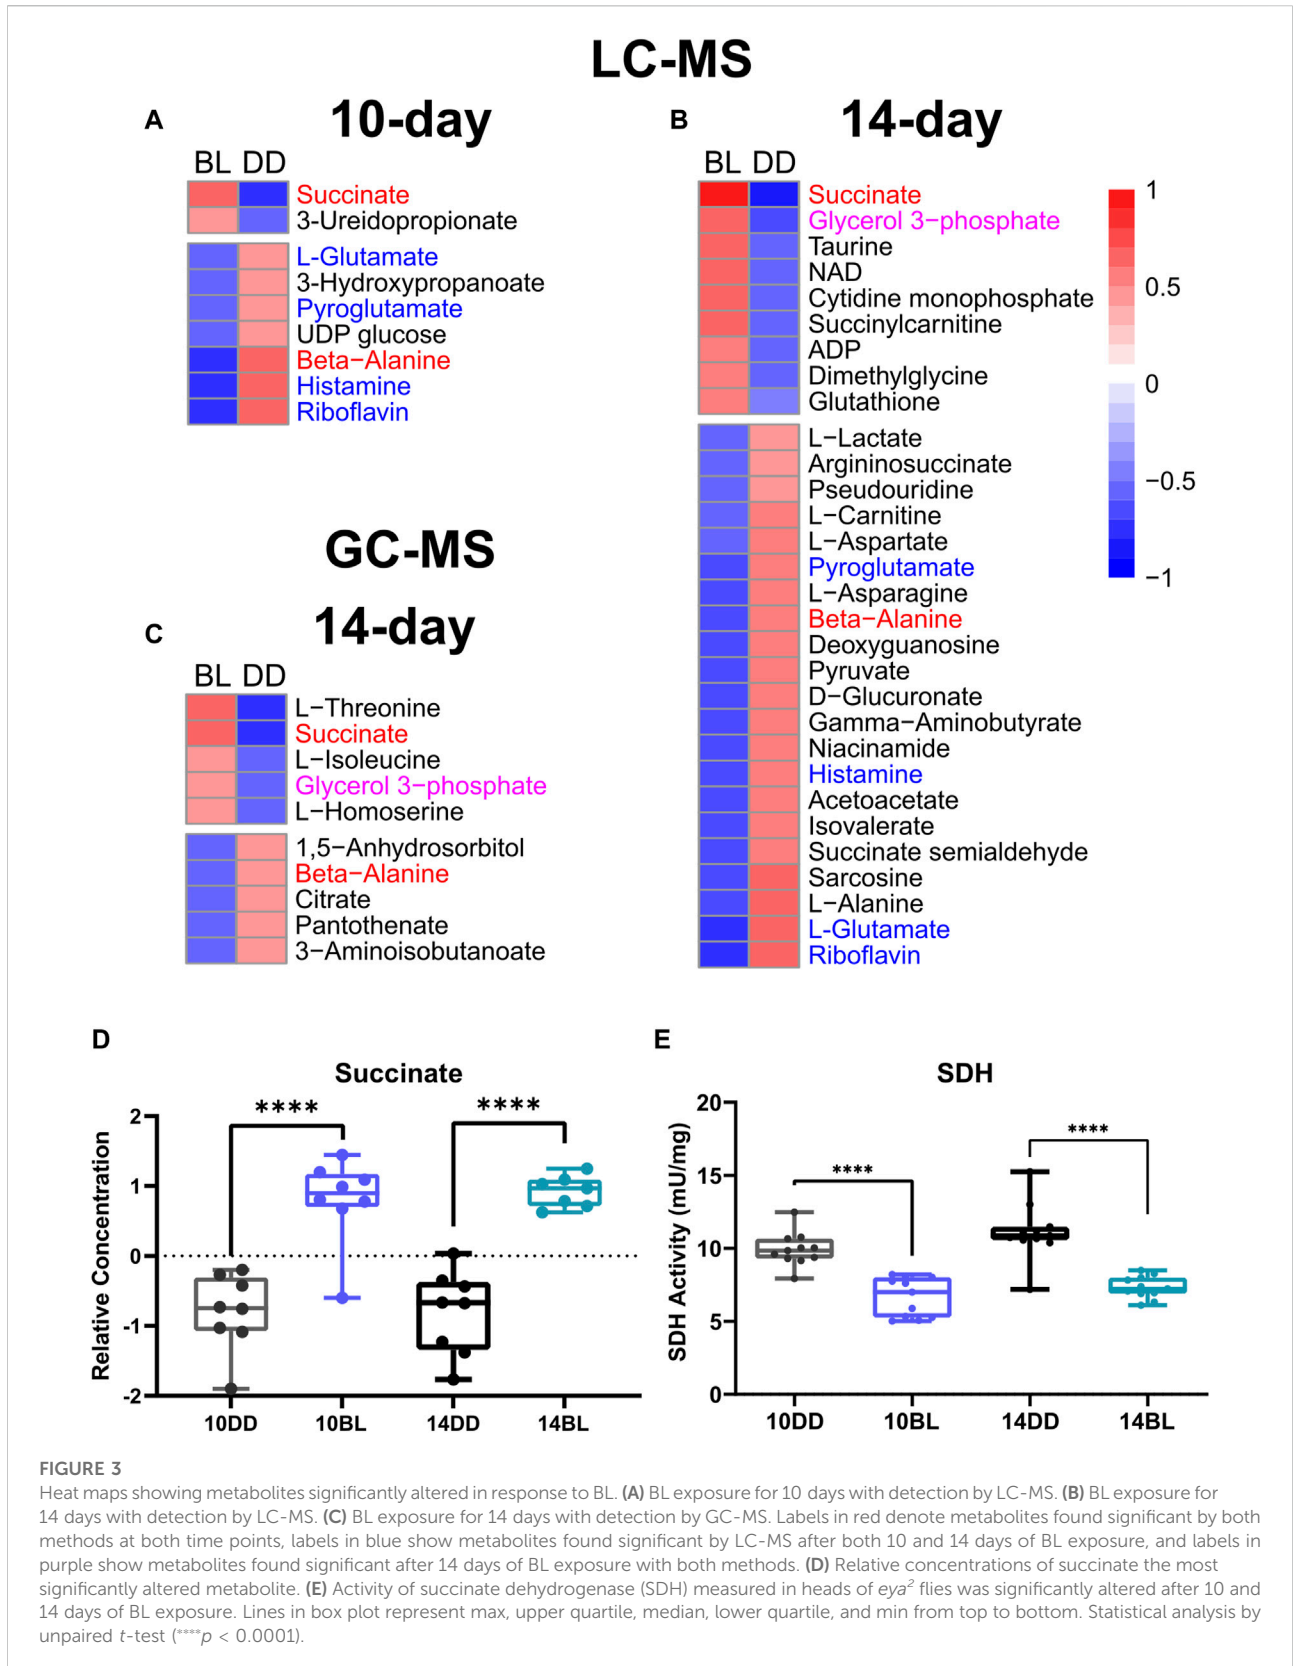 LC-MS
A
10-day
BL DD
Succinate
3-Ureidopropionate
L-Glutamate
3-Hydroxypropanoate
Pyroglutamate
UDP glucose
Beta−Alanine
Histamine
Riboflavin
B
14-day
BL DD
Succinate
Glycerol 3−phosphate
Taurine
NAD
Cytidine monophosphate
Succinylcarnitine
ADP
Dimethylglycine
Glutathione
L−Lactate
Argininosuccinate
Pseudouridine
L−Carnitine
L−Aspartate
Pyroglutamate
L−Asparagine
Beta−Alanine
Deoxyguanosine
Pyruvate
D−Glucuronate
Gamma−Aminobutyrate
Niacinamide
Histamine
Acetoacetate
Isovalerate
Succinate semialdehyde
Sarcosine
L−Alanine
L-Glutamate
Riboflavin
1
0.5
0
−0.5
−1
GC-MS
C
14-day
BL DD
L−Threonine
Succinate
L−Isoleucine
Glycerol 3−phosphate
L−Homoserine
1,5−Anhydrosorbitol
Beta−Alanine
Citrate
Pantothenate
3−Aminoisobutanoate
D
Succinate
Relative Concentration
2
1
0
-1
-2
****
****
10DD 10BL 14DD 14BL
E
SDH
SDH Activity (mU/mg)
20
15
10
5
0
****
****
10DD 10BL 14DD 14BL
FIGURE 3
Heat maps showing metabolites significantly altered in response to BL. (A) BL exposure for 10 days with detection by LC-MS. (B) BL exposure for
14 days with detection by LC-MS. (C) BL exposure for 14 days with detection by GC-MS. Labels in red denote metabolites found significant by both
methods at both time points, labels in blue show metabolites found significant by LC-MS after both 10 and 14 days of BL exposure, and labels in
purple show metabolites found significant after 14 days of BL exposure with both methods. (D) Relative concentrations of succinate the most
significantly altered metabolite. (E) Activity of succinate dehydrogenase (SDH) measured in heads of eya² flies was significantly altered after 10 and
14 days of BL exposure. Lines in box plot represent max, upper quartile, median, lower quartile, and min from top to bottom. Statistical analysis by
unpaired t-test (****p < 0.0001).